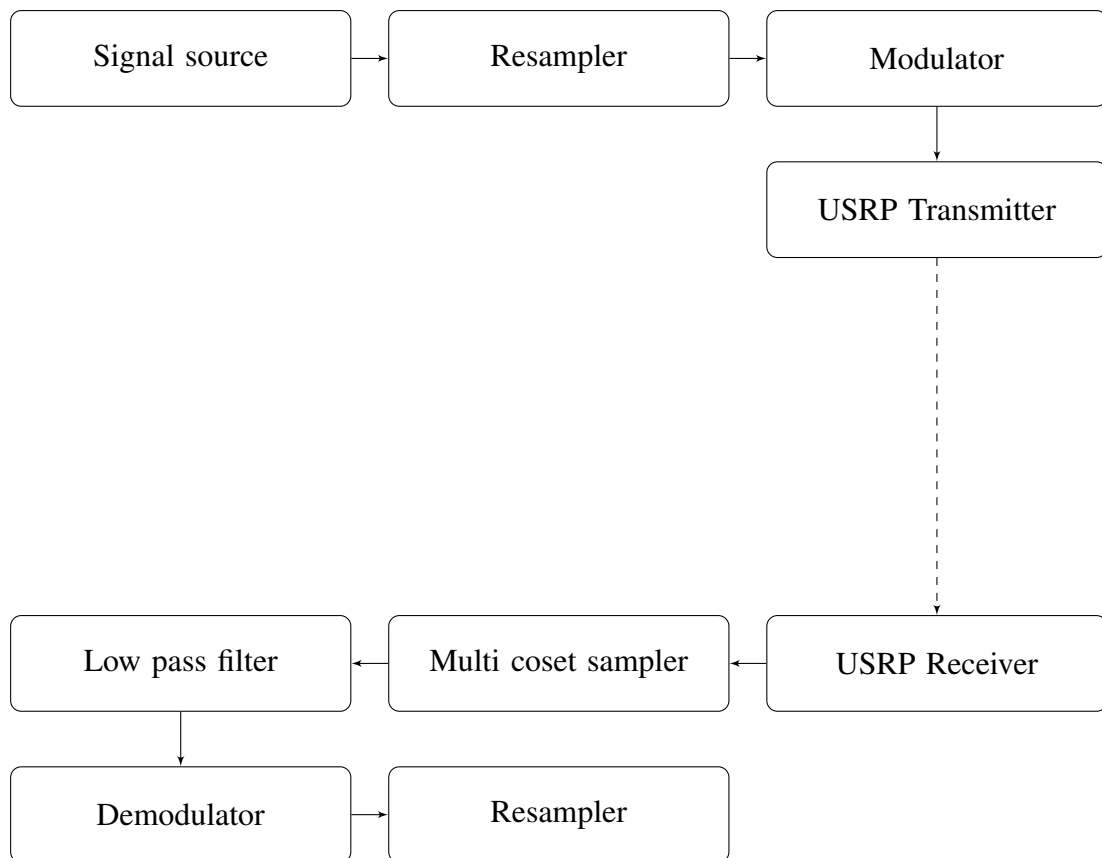 Signal source
Resampler
Modulator
USRP Transmitter
Low pass filter
Multi coset sampler
USRP Receiver
Demodulator
Resampler